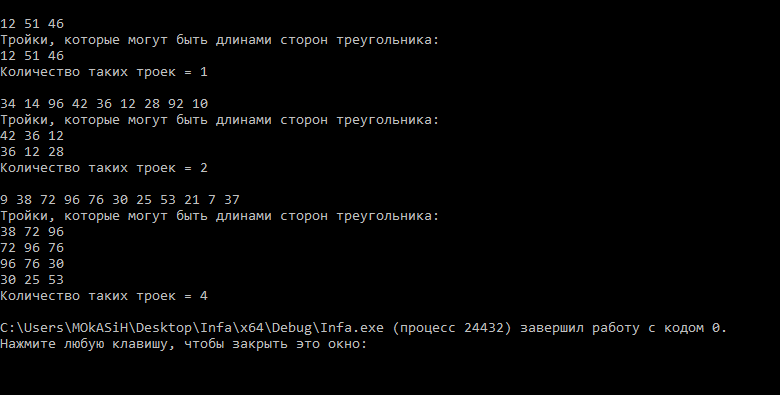 12 51 46
Тройки, которые могут быть длинами сторон треугольника:
12 51 46
Количество таких троек = 1
34 14 96 42 36 12 28 92 10
Тройки, которые могут быть длинами сторон треугольника:
42 36 12
36 12 28
Количество таких троек = 2
9 38 72 96 76 30 25 53 21 7 37
Тройки, которые могут быть длинами сторон треугольника:
38 72 96
72 96 76
96 76 30
30 25 53
Количество таких троек = 4
C:\Users\MOkASiH\Desktop\Infa\x64\Debug\Infa.exe (процесс 24432) завершил работу с кодом 0.
Нажмите любую клавишу, чтобы закрыть это окно: